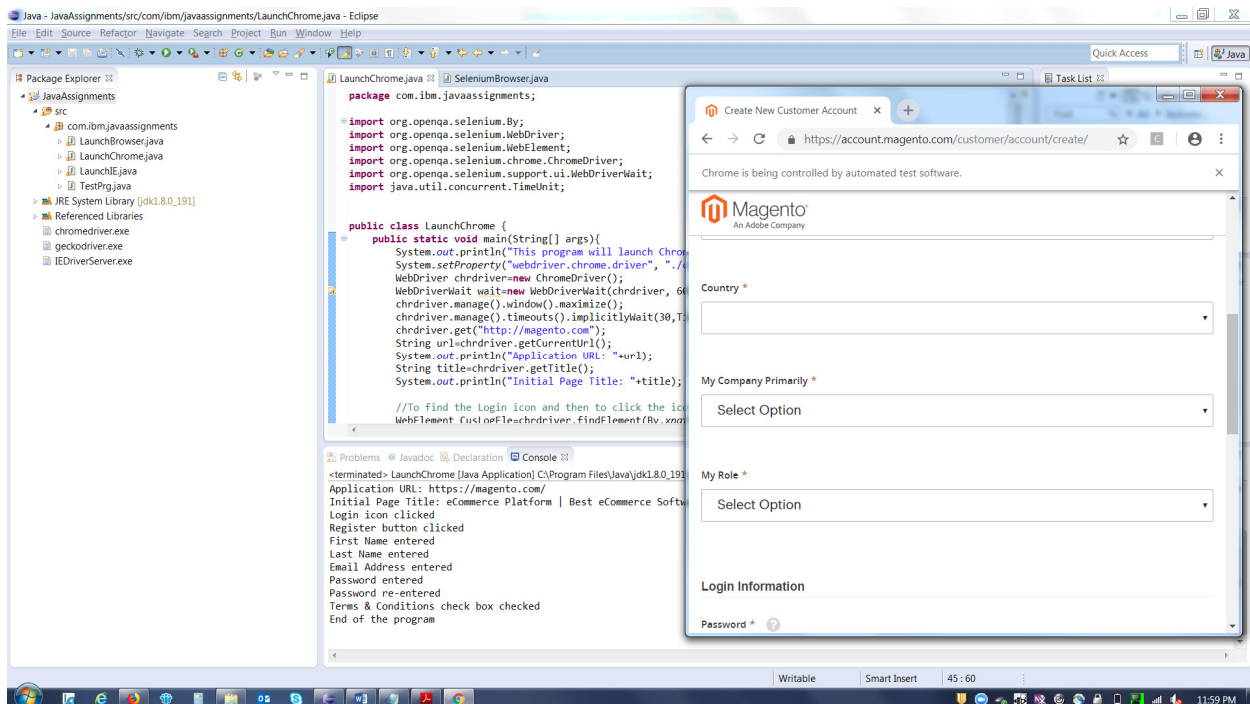 Java - JavaAssignments/src/com/ibm/javaassignments/LaunchChrome.java - Eclipse
File Edit Source Refactor Navigate Search Project Run Window Help
Quick Access
Java
Package Explorer
JavaAssignments
src
com.ibm.javaassignments
LaunchBrowser.java
LaunchChrome.java
LaunchIE.java
TestPrg.java
JRE System Library [jdk1.8.0_191]
Referenced Libraries
chromedriver.exe
geckodriver.exe
IEDriverServer.exe
LaunchChrome.java SeleniumBrowser.java
package com.ibm.javaassignments;
import org.openqa.selenium.By;
import org.openqa.selenium.WebDriver;
import org.openqa.selenium.WebElement;
import org.openqa.selenium.chrome.ChromeDriver;
import org.openqa.selenium.support.ui.WebDriverWait;
import java.util.concurrent.TimeUnit;
public class LaunchChrome {
public static void main(String[] args){
System.out.println("This program will launch Chrom
System.setProperty("webdriver.chrome.driver", "./
WebDriver chrdriver=new ChromeDriver();
WebDriverWait wait=new WebDriverWait(chrdriver, 60
chrdriver.manage().window().maximize();
chrdriver.manage().timeouts().implicitlyWait(30,T
chrdriver.get("http://magento.com");
String url=chrdriver.getCurrentUrl();
System.out.println("Application URL: "+url);
String title=chrdriver.getTitle();
System.out.println("Initial Page Title: "+title);
//To find the Login icon and then to click the ico
WebElement CusLogEle=chrdriver.findElement(By.xpa
Problems Javadoc Declaration Console
<terminated> LaunchChrome [Java Application] C:\Program Files\Java\jdk1.8.0_191
Application URL: https://magento.com/
Initial Page Title: eCommerce Platform | Best eCommerce Softw
Login icon clicked
Register button clicked
First Name entered
Last Name entered
Email Address entered
Password entered
Password re-entered
Terms & Conditions check box checked
End of the program
Task List
Find
All
Create New Customer Account
https://account.magento.com/customer/account/create/
Chrome is being controlled by automated test software.
Magento
An Adobe Company
Country *
My Company Primarily *
Select Option
My Role *
Select Option
Login Information
Password * ?
Writable Smart Insert 45 : 60
11:59 PM